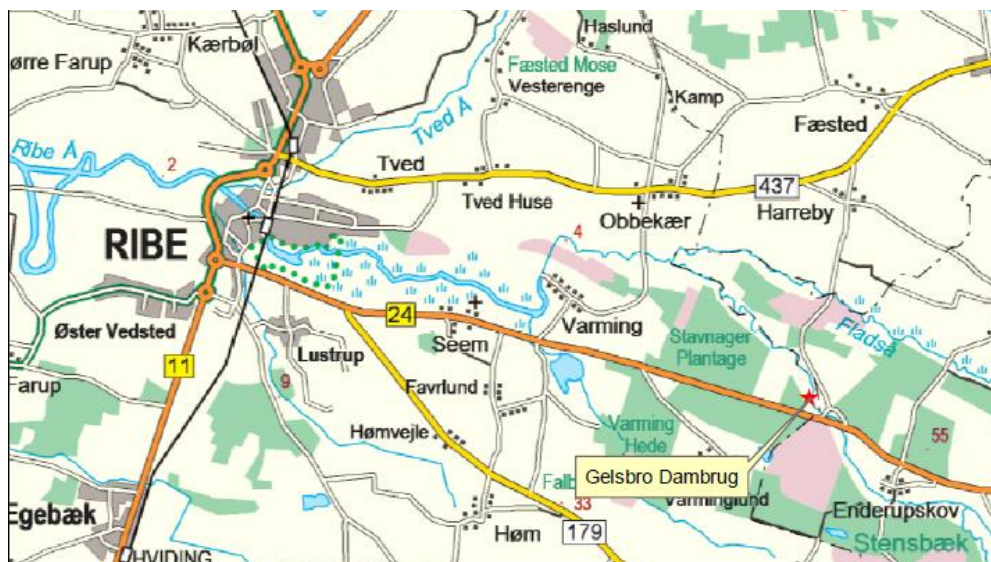 Haslund
Kærbøl
ørre Farup
Fæsted Mose
Vesterenge
Kamp
Fæsted
Tved Å
Ribe Å
2
Tved
Tved Huse
437
Harreby
Obbekær
RIBE
4
24
Varming
Stavnager
Plantage
Fladså
Øster Vedsted
Lustrup
Seem
11
Farup
9
Favrlund
Hømvejle
Varming
Hede
55
Gelsbro Dambrug
Falb
33
Varminglund
Egebæk
Høm
179
Enderupskov
Stensbæk
HVIDING